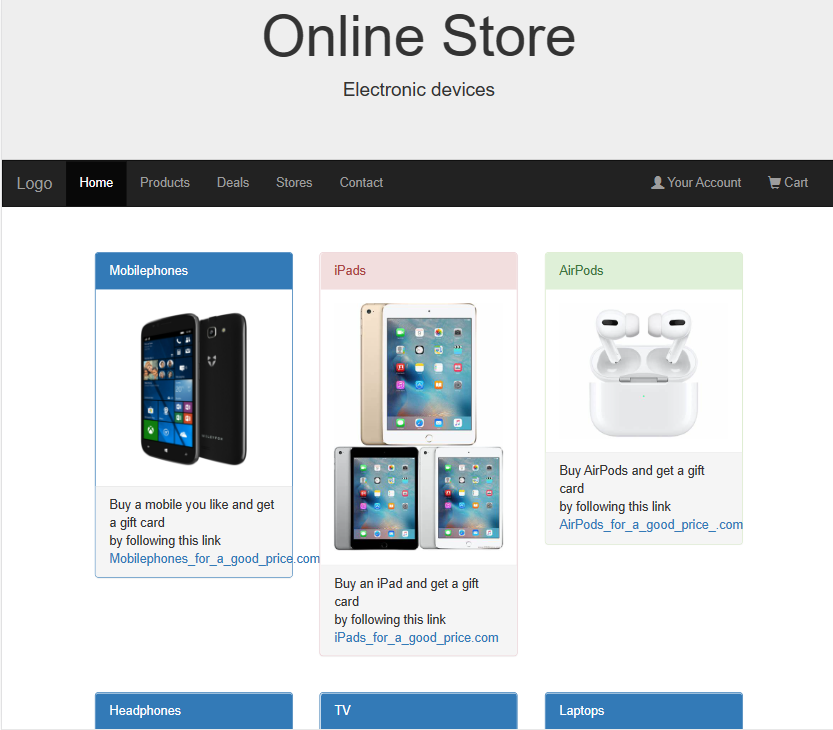 Online Store
Electronic devices
Logo Home Products Deals Stores Contact Your Account Cart
Mobilephones
Buy a mobile you like and get
a gift card
by following this link
Mobilephones_for_a_good_price.com
iPads
Buy an iPad and get a gift
card
by following this link
iPads_for_a_good_price.com
AirPods
Buy AirPods and get a gift
card
by following this link
AirPods_for_a_good_price_.com
Headphones
TV
Laptops